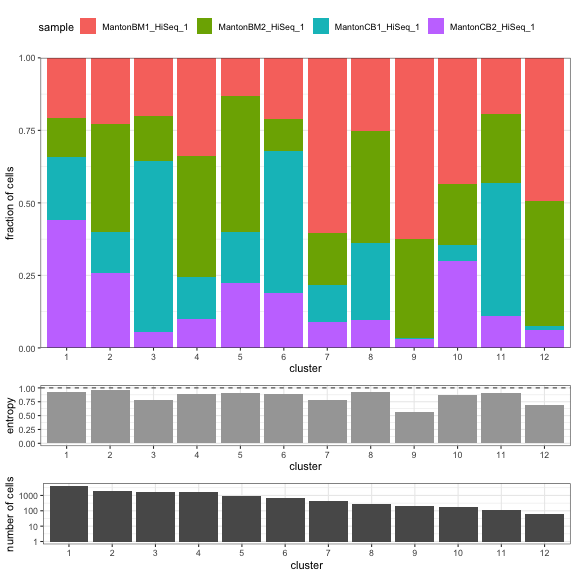 sample MantonBM1_HiSeq_1 MantonBM2_HiSeq_1 MantonCB1_HiSeq_1 MantonCB2_HiSeq_1
fraction of cells
1.00
0.75
0.50
0.25
0.00
1 2 3 4 5 6 7 8 9 10 11 12
cluster
entropy
1.00
0.75
0.50
0.25
0.00
1 2 3 4 5 6 7 8 9 10 11 12
cluster
number of cells
1000
100
10
1
1 2 3 4 5 6 7 8 9 10 11 12
cluster